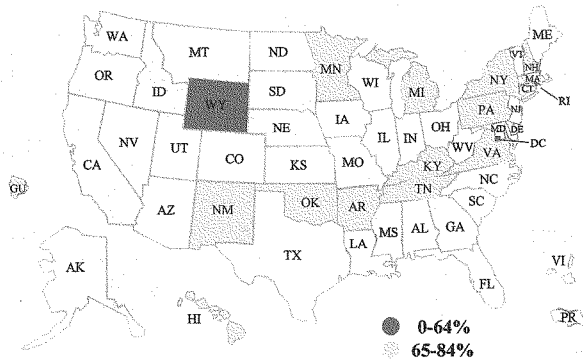 WA
MT
ND
ME
OR
ID
WY
SD
MN
WI
MI
NY
VT
NH
MA
CT
RI
NV
UT
CO
NE
IA
IL
IN
OH
PA
NJ
MD
DE
DC
CA
KS
MO
WV
VA
KY
NC
TN
SC
GU
AZ
NM
OK
AR
MS
AL
GA
TX
LA
FL
AK
HI
VI
PR
0-64%
65-84%